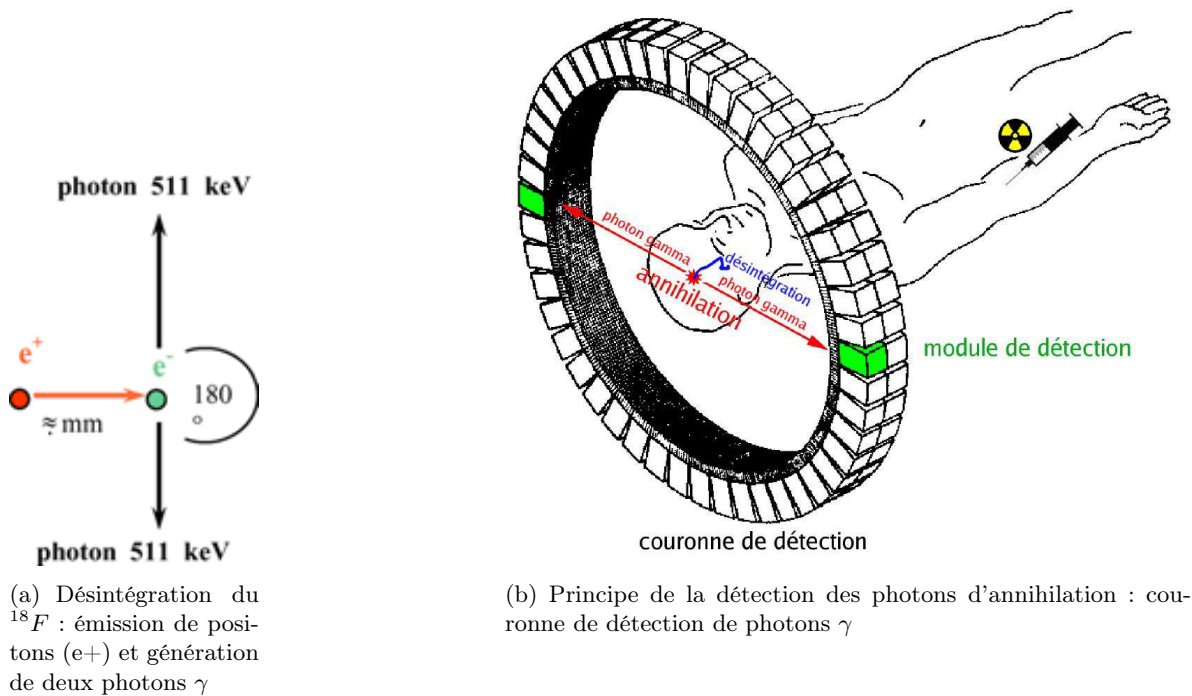 photon 511 keV
e+
e-
180
°
≈ mm
photon 511 keV
(a) Désintégration du
18F : émission de posi-
tons (e+) et génération
de deux photons γ
photon gamma
désintégration
annihilation
photon gamma
module de détection
couronne de détection
(b) Principe de la détection des photons d'annihilation : cou-
ronne de détection de photons γ